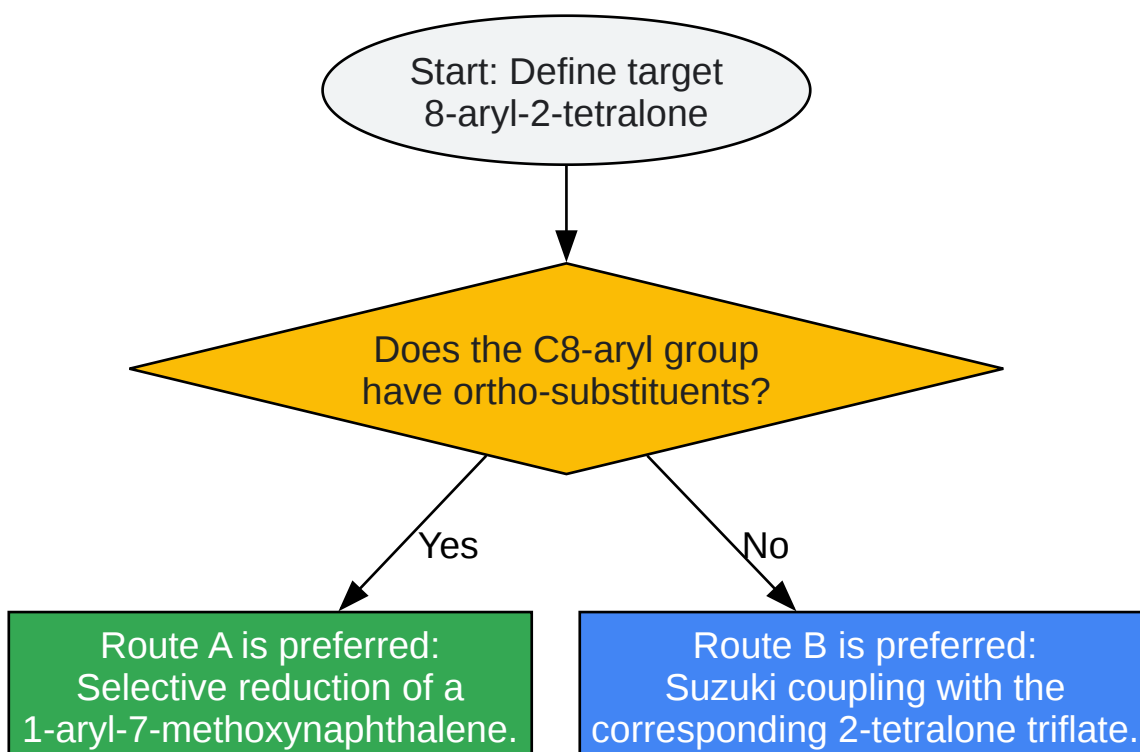 Start: Define target
8-aryl-2-tetralone
Does the C8-aryl group
have ortho-substituents?
Yes
No
Route A is preferred:
Selective reduction of a
1-aryl-7-methoxynaphthalene.
Route B is preferred:
Suzuki coupling with the
corresponding 2-tetralone triflate.